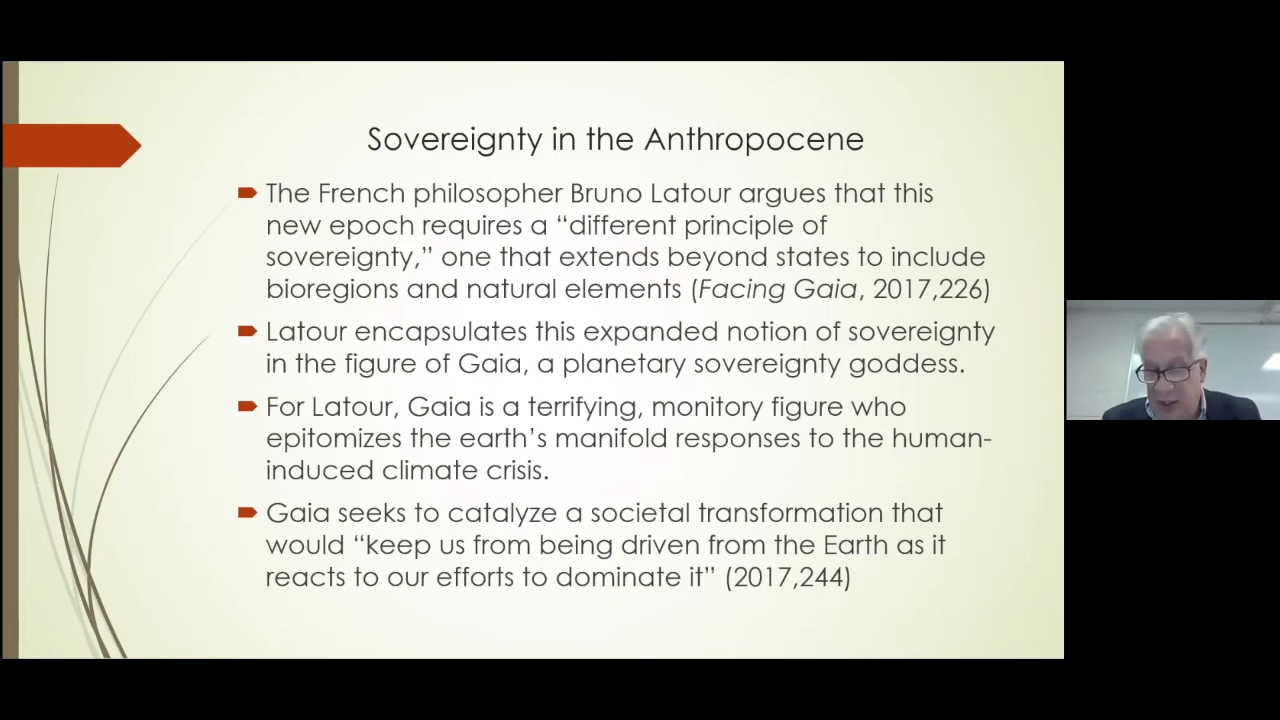 Sovereignty in the Anthropocene
The French philosopher Bruno Latour argues that this
new epoch requires a “different principle of
sovereignty,” one that extends beyond states to include
bioregions and natural elements (Facing Gaia, 2017,226)
Latour encapsulates this expanded notion of sovereignty
in the figure of Gaia, a planetary sovereignty goddess.
For Latour, Gaia is a terrifying, monitory figure who
epitomizes the earth’s manifold responses to the human-
induced climate crisis.
Gaia seeks to catalyze a societal transformation that
would “keep us from being driven from the Earth as it
reacts to our efforts to dominate it” (2017,244)